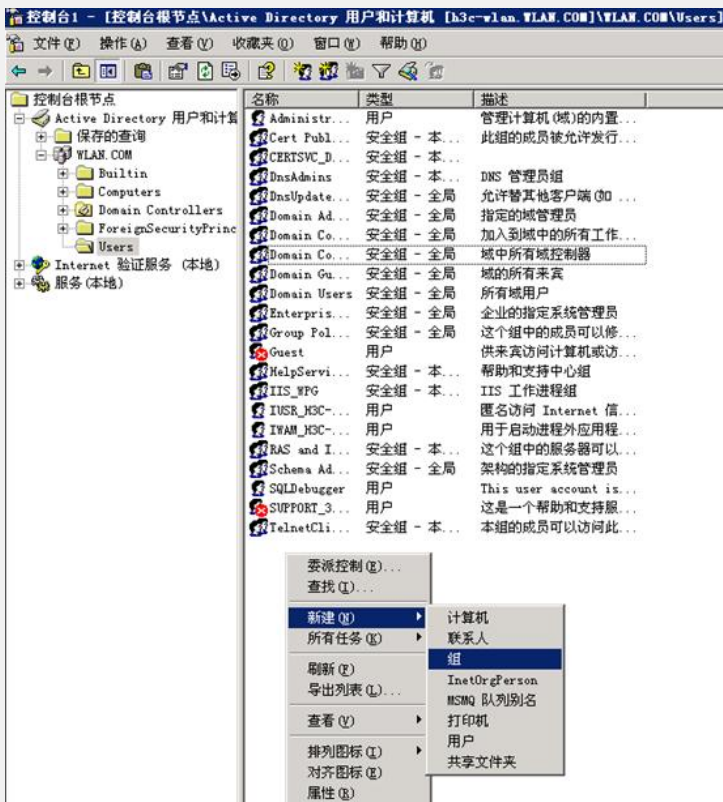 控制台1 - [控制台根节点\Active Directory 用户和计算机 [h3c-wlan.WLAN.COM]\WLAN.COM\Users]
文件(F) 操作(A) 查看(V) 收藏夹(O) 窗口(W) 帮助(H)
控制台根节点
Active Directory 用户和计算
保存的查询
WLAN.COM
Builtin
Computers
Domain Controllers
ForeignSecurityPrinc
Users
Internet 验证服务 (本地)
服务(本地)
名称 类型 描述
Administr... 用户 管理计算机(域)的内置...
Cert Publ... 安全组 - 本... 此组的成员被允许发行...
CERTSVC_D... 安全组 - 本...
DnsAdmins 安全组 - 本... DNS 管理员组
DnsUpdate... 安全组 - 全局 允许替其他客户端(如 ...
Domain Ad... 安全组 - 全局 指定的域管理员
Domain Co... 安全组 - 全局 加入到域中的所有工作...
Domain Co... 安全组 - 全局 域中所有域控制器
Domain Gu... 安全组 - 全局 域的所有来宾
Domain Users 安全组 - 全局 所有域用户
Enterpris... 安全组 - 全局 企业的指定系统管理员
Group Pol... 安全组 - 全局 这个组中的成员可以修...
Guest 用户 供来宾访问计算机或访...
HelpServi... 安全组 - 本... 帮助和支持中心组
IIS_WPG 安全组 - 本... IIS 工作进程组
IUSR_H3C-... 用户 匿名访问 Internet 信...
IWAM_H3C-... 用户 用于启动进程外应用程...
RAS and I... 安全组 - 本... 这个组中的服务器可以...
Schema Ad... 安全组 - 全局 架构的指定系统管理员
SQLDebugger 用户 This user account is...
SUPPORT_3... 用户 这是一个帮助和支持服...
TelnetCli... 安全组 - 本... 本组的成员可以访问此...
委派控制(E)...
查找(I)...
新建(N)
所有任务(K)
刷新(F)
导出列表(L)...
查看(V)
排列图标(I)
对齐图标(E)
属性(R)
计算机
联系人
组
InetOrgPerson
MSMQ 队列别名
打印机
用户
共享文件夹